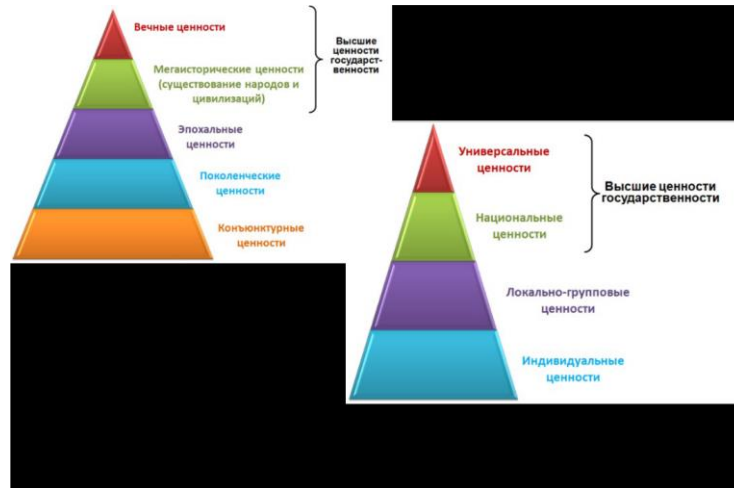 Вечные ценности
Мегаисторические ценности
(существование народов и
цивилизаций)
Эпохальные
ценности
Поколенческие
ценности
Конъюнктурные
ценности
Высшие
ценности
государст-
венности
Универсальные
ценности
Национальные
ценности
Локально-групповые
ценности
Индивидуальные
ценности
Высшие ценности
государственности